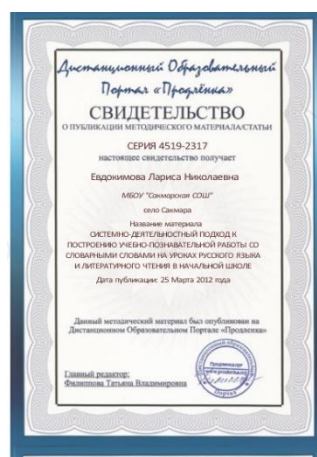 Дистанционный Образовательный
Портал «Продлёнка»
СВИДЕТЕЛЬСТВО
О ПУБЛИКАЦИИ МЕТОДИЧЕСКОГО МАТЕРИАЛА/СТАТЬИ
СЕРИЯ 4519-2317
настоящее свидетельство получает
Евдокимова Лариса Николаевна
МБОУ "Сакмарская СОШ"
село Сакмара
Название материала
СИСТЕМНО-ДЕЯТЕЛЬНОСТНЫЙ ПОДХОД К
ПОСТРОЕНИЮ УЧЕБНО-ПОЗНАВАТЕЛЬНОЙ РАБОТЫ СО
СЛОВАРНЫМИ СЛОВАМИ НА УРОКАХ РУССКОГО ЯЗЫКА
И ЛИТЕРАТУРНОГО ЧТЕНИЯ В НАЧАЛЬНОЙ ШКОЛЕ
Дата публикации: 25 Марта 2012 года
Данный методический материал был опубликован на
Дистанционном Образовательном Портале «Продленка»
Главный редактор:
Филиппова Татьяна Владимировна